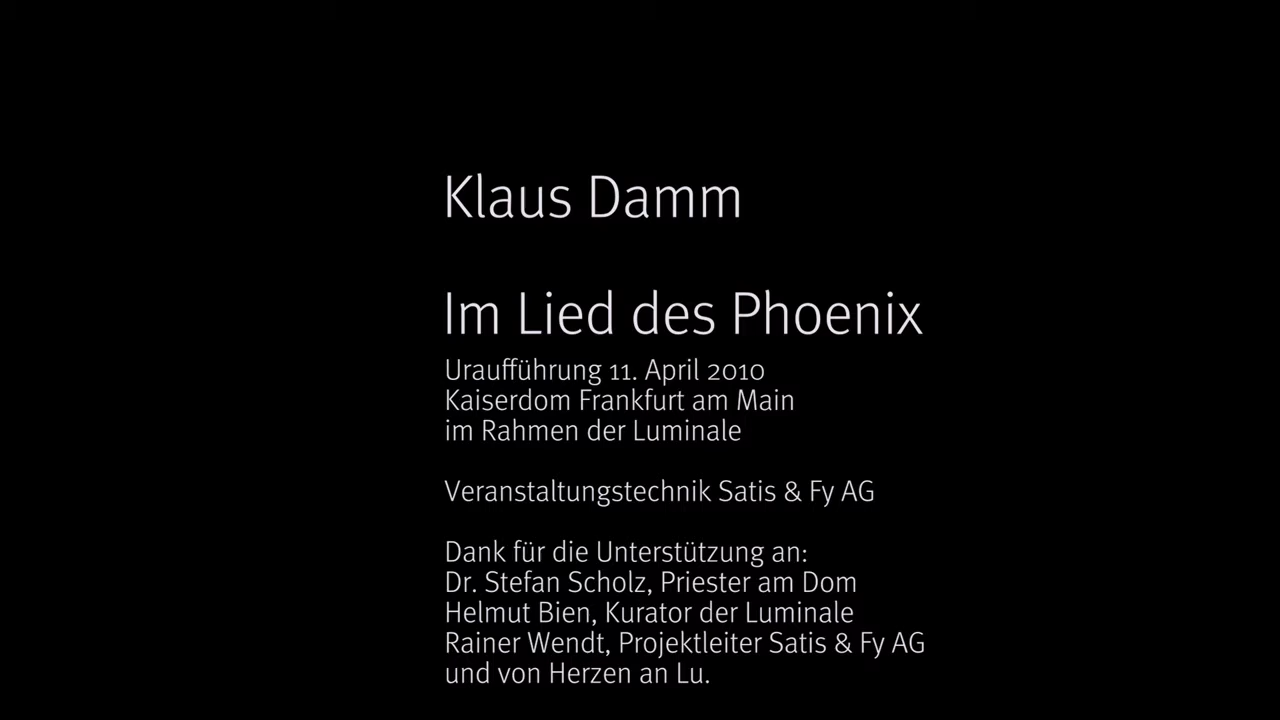 Klaus Damm
Im Lied des Phoenix
Uraufführung 11. April 2010
Kaiserdom Frankfurt am Main
im Rahmen der Luminale
Veranstaltungstechnik Satis & Fy AG
Dank für die Unterstützung an:
Dr. Stefan Scholz, Priester am Dom
Helmut Bien, Kurator der Luminale
Rainer Wendt, Projektleiter Satis & Fy AG
und von Herzen an Lu.